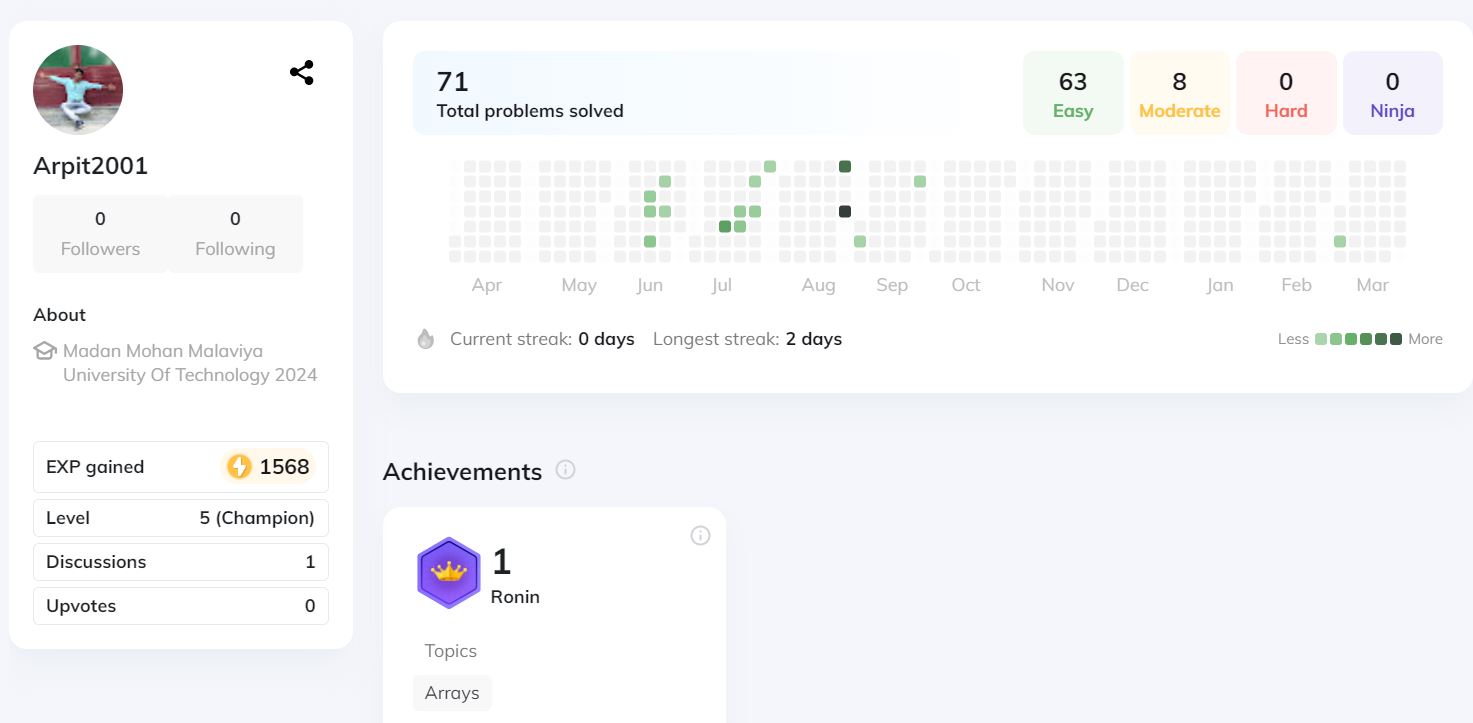 Arpit2001
0 0
Followers Following
About
Madan Mohan Malaviya
University Of Technology 2024
EXP gained 1568
Level 5 (Champion)
Discussions 1
Upvotes 0
71
Total problems solved
63 8 0 0
Easy Moderate Hard Ninja
Apr May Jun Jul Aug Sep Oct Nov Dec Jan Feb Mar
Current streak: 0 days Longest streak: 2 days Less More
Achievements
1
Ronin
Topics
Arrays